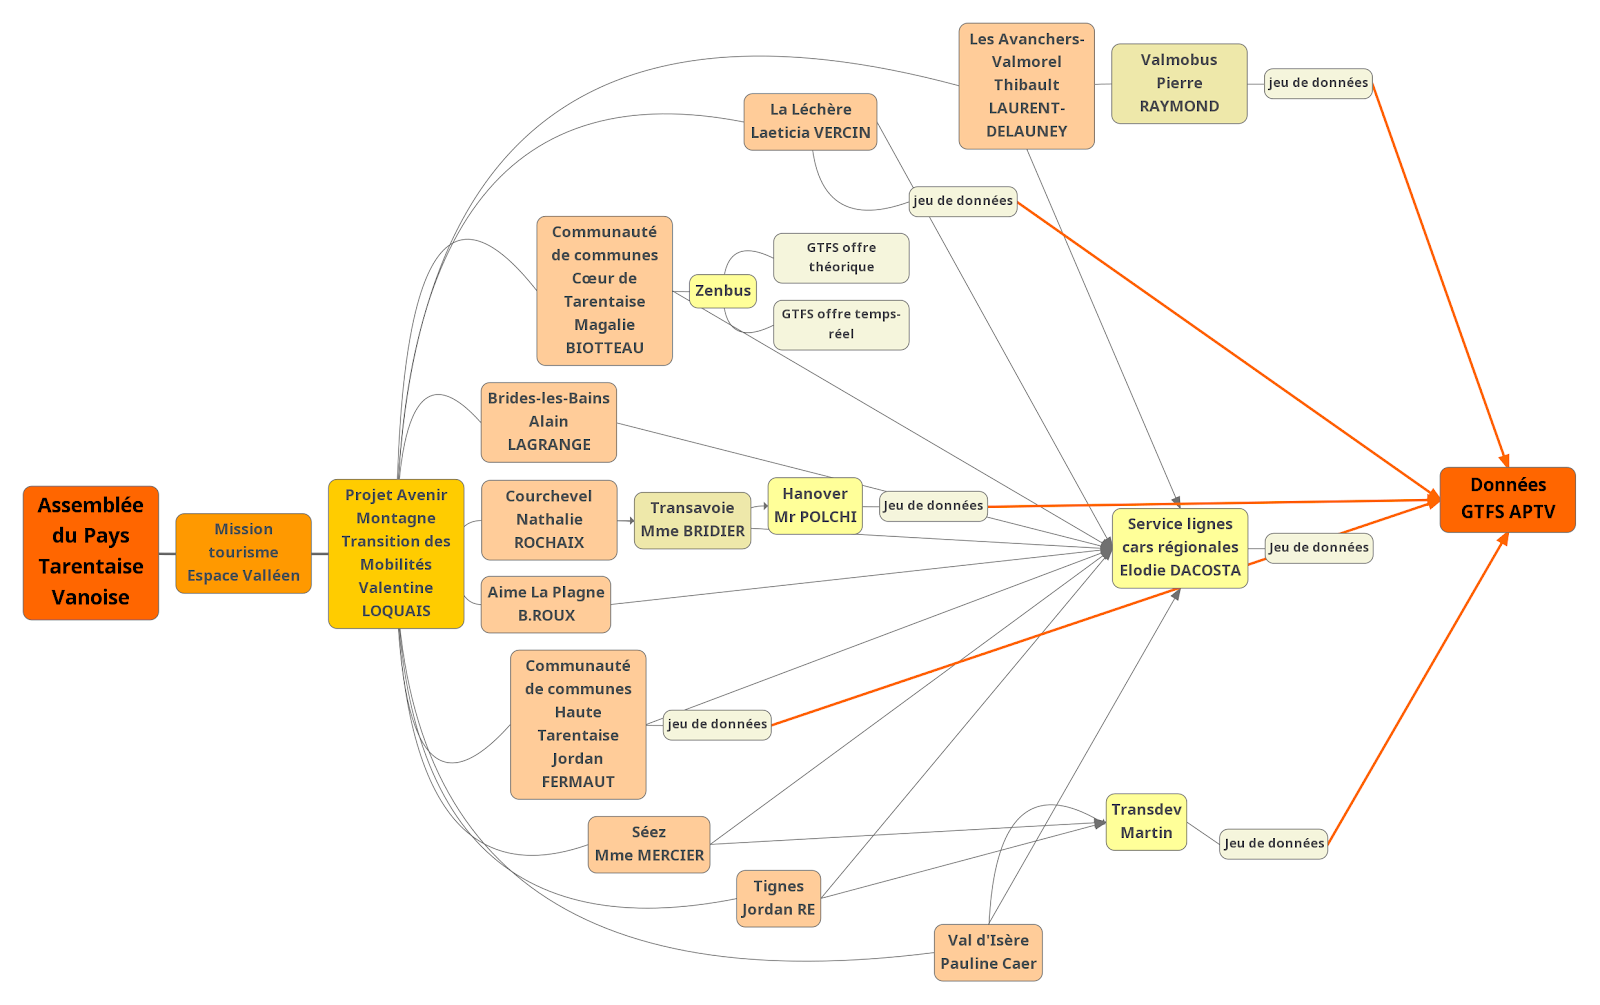 Assemblée
du Pays
Tarentaise
Vanoise
Mission
tourisme
Espace Valléen
Projet Avenir
Montagne
Transition des
Mobilités
Valentine
LOQUAIS
Les Avanchers-
Valmorel
Thibault
LAURENT-
DELAUNEY
Valmobus
Pierre
RAYMOND
jeu de données
La Léchère
Laeticia VERCIN
jeu de données
Communauté
de communes
Cœur de
Tarentaise
Magalie
BIOTTEAU
Zenbus
GTFS offre
théorique
GTFS offre temps-
réel
Brides-les-Bains
Alain
LAGRANGE
Courchevel
Nathalie
ROCHAIX
Transavoie
Mme BRIDIER
Hanover
Mr POLCHI
Jeu de données
Aime La Plagne
B.ROUX
Service lignes
cars régionales
Elodie DACOSTA
Jeu de données
Données
GTFS APTV
Communauté
de communes
Haute
Tarentaise
Jordan
FERMAUT
jeu de données
Séez
Mme MERCIER
Tignes
Jordan RE
Val d'Isère
Pauline Caer
Transdev
Martin
Jeu de données